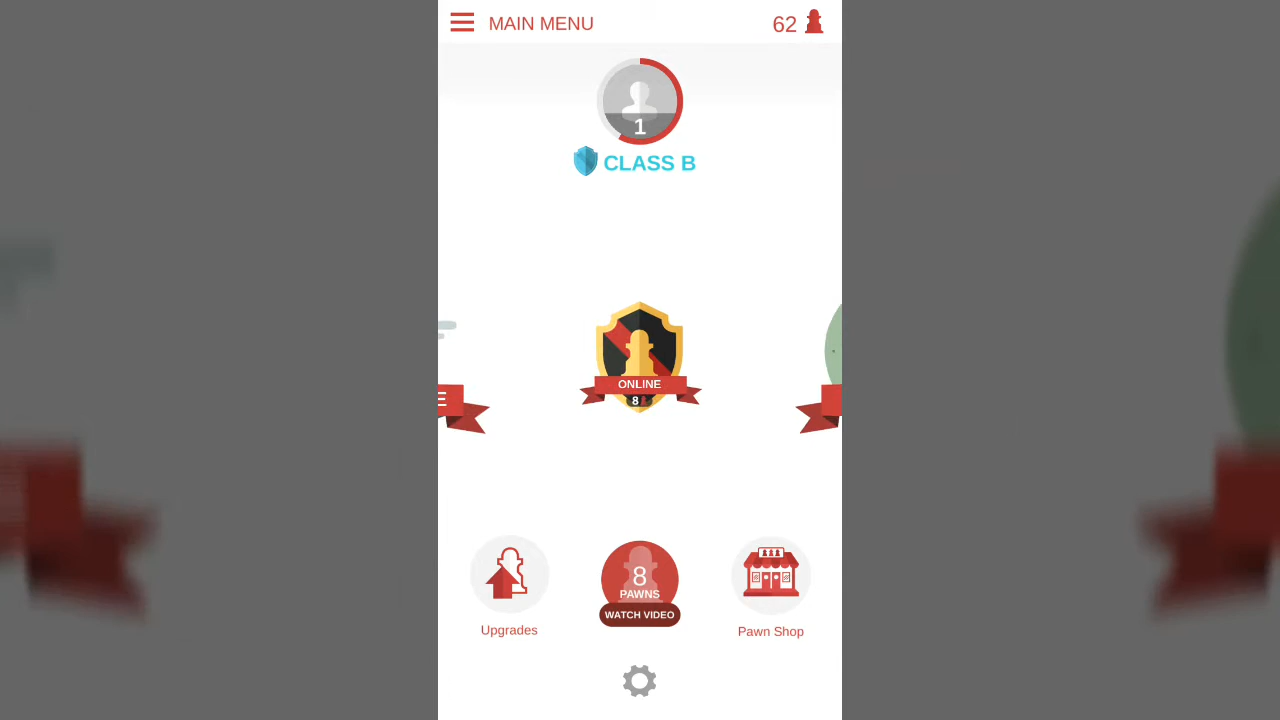 MAIN MENU
62
1
CLASS B
ONLINE
8
8
PAWNS
WATCH VIDEO
Upgrades
Pawn Shop